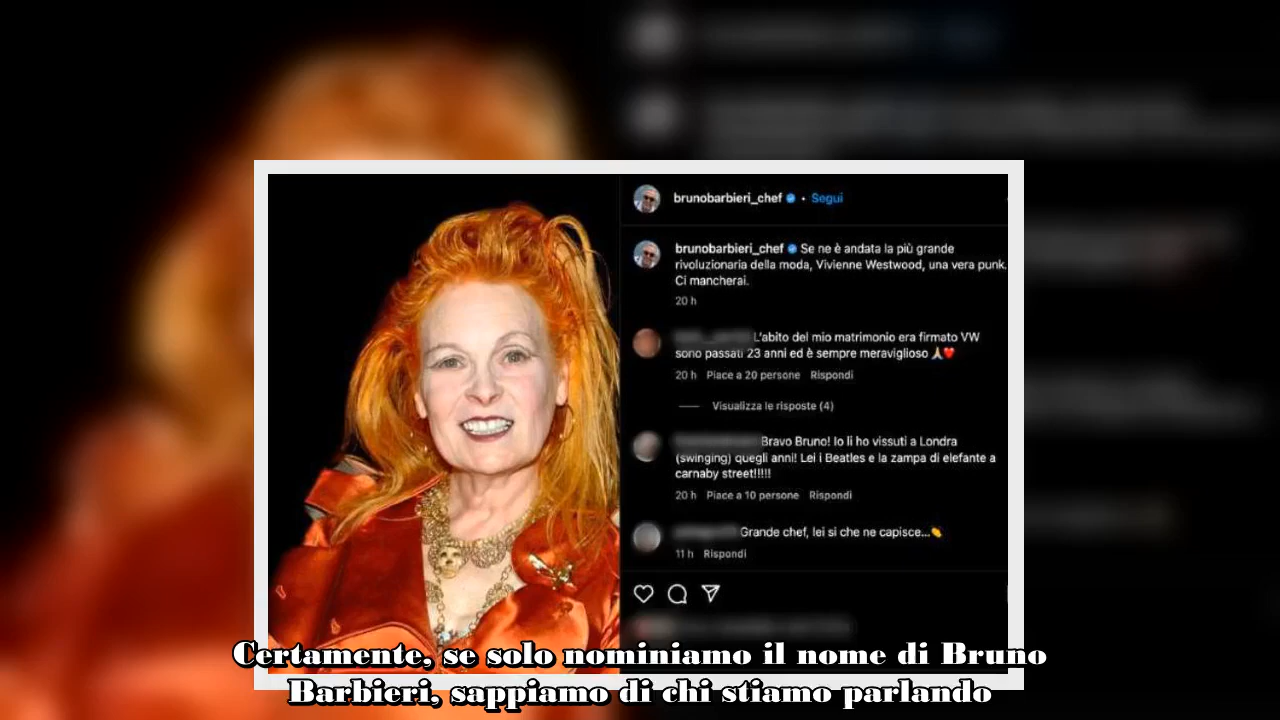 brunobarbieri_chef • Segui
brunobarbieri_chef Se ne è andata la più grande
rivoluzionaria della moda, Vivienne Westwood, una vera punk.
Ci mancherai.
20 h
L'abito del mio matrimonio era firmato VW
sono passati 23 anni ed è sempre meraviglioso 🙏❤️
20 h Piace a 20 persone Rispondi
Visualizza le risposte (4)
Bravo Bruno! Io li ho vissuti a Londra
(swinging) quegli anni! Lei i Beatles e la zampa di elefante a
carnaby street!!!!!
20 h Piace a 10 persone Rispondi
Grande chef, lei si che ne capisce...👏
11 h Rispondi
Certamente, se solo nominiamo il nome di Bruno
Barbieri, sappiamo di chi stiamo parlando